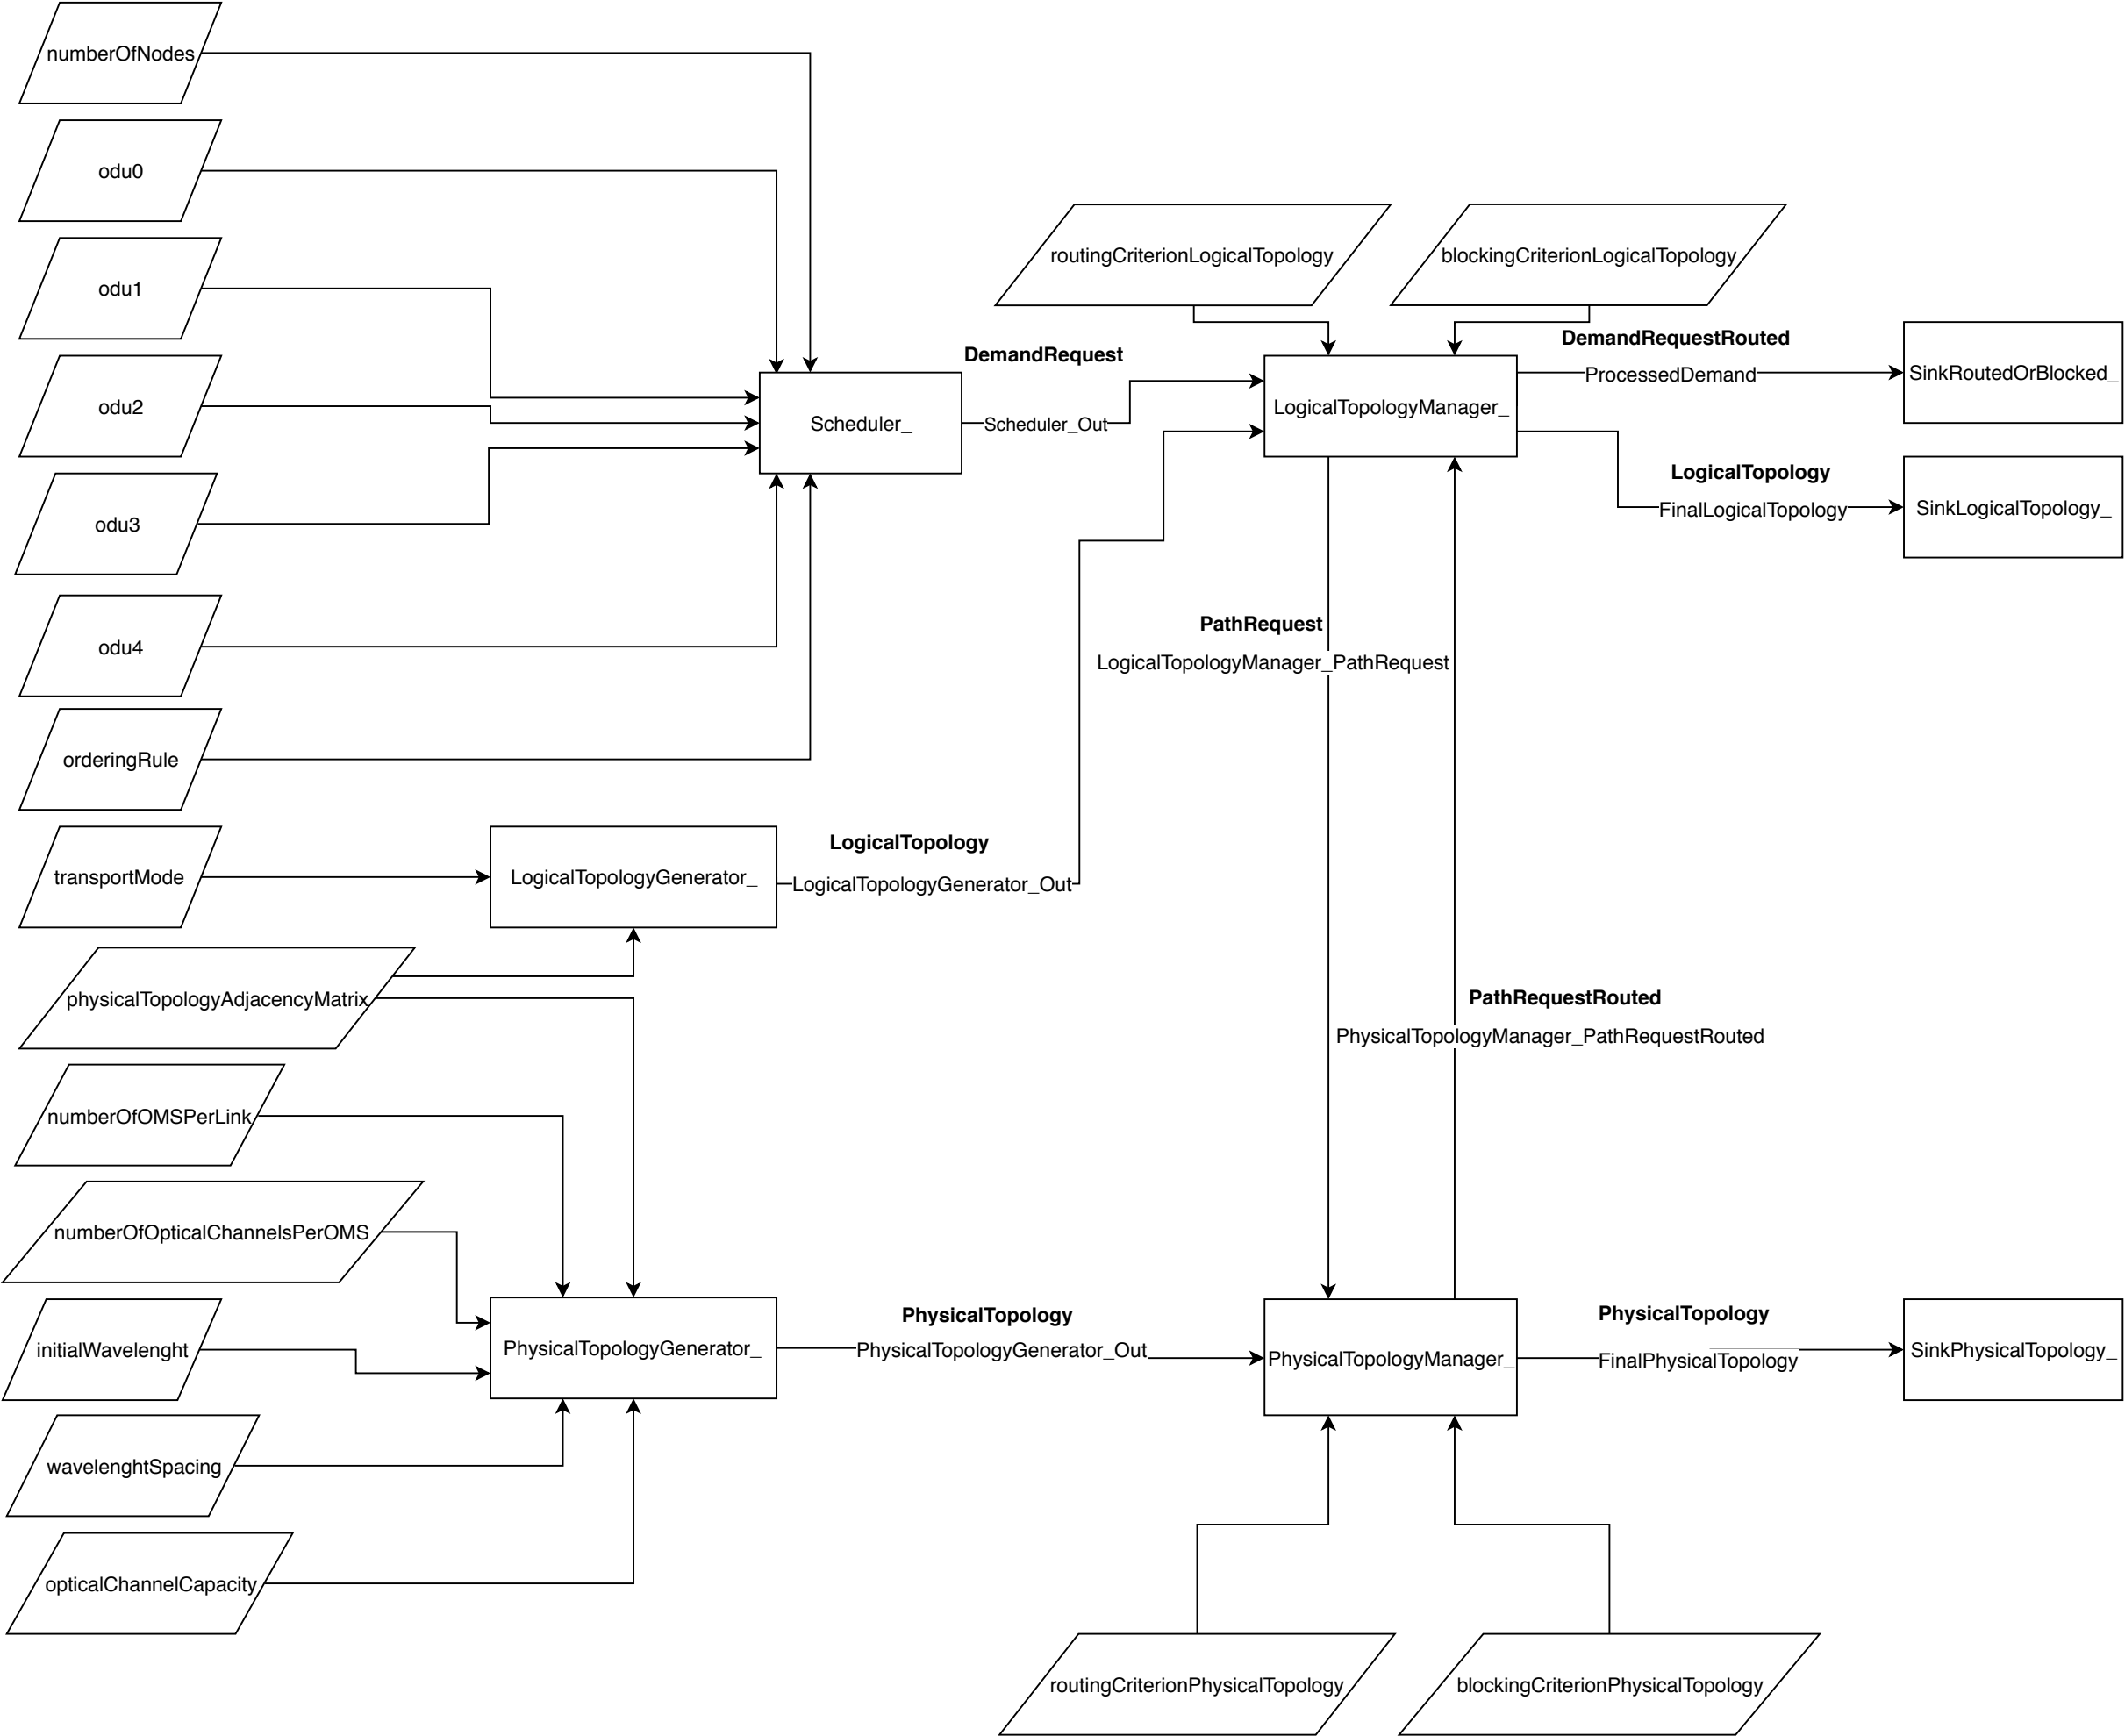 numberOfNodes
odu0
odu1
odu2
odu3
odu4
orderingRule
transportMode
physicalTopologyAdjacencyMatrix
numberOfOMSPerLink
numberOfOpticalChannelsPerOMS
initialWavelenght
wavelenghtSpacing
opticalChannelCapacity
Scheduler_
DemandRequest
Scheduler_Out
routingCriterionLogicalTopology
blockingCriterionLogicalTopology
LogicalTopologyManager_
DemandRequestRouted
ProcessedDemand
SinkRoutedOrBlocked_
LogicalTopology
FinalLogicalTopology
SinkLogicalTopology_
PathRequest
LogicalTopologyManager_PathRequest
LogicalTopologyGenerator_
LogicalTopology
LogicalTopologyGenerator_Out
PathRequestRouted
PhysicalTopologyManager_PathRequestRouted
PhysicalTopologyGenerator_
PhysicalTopology
PhysicalTopologyGenerator_Out
PhysicalTopologyManager_
PhysicalTopology
FinalPhysicalTopology
SinkPhysicalTopology_
routingCriterionPhysicalTopology
blockingCriterionPhysicalTopology